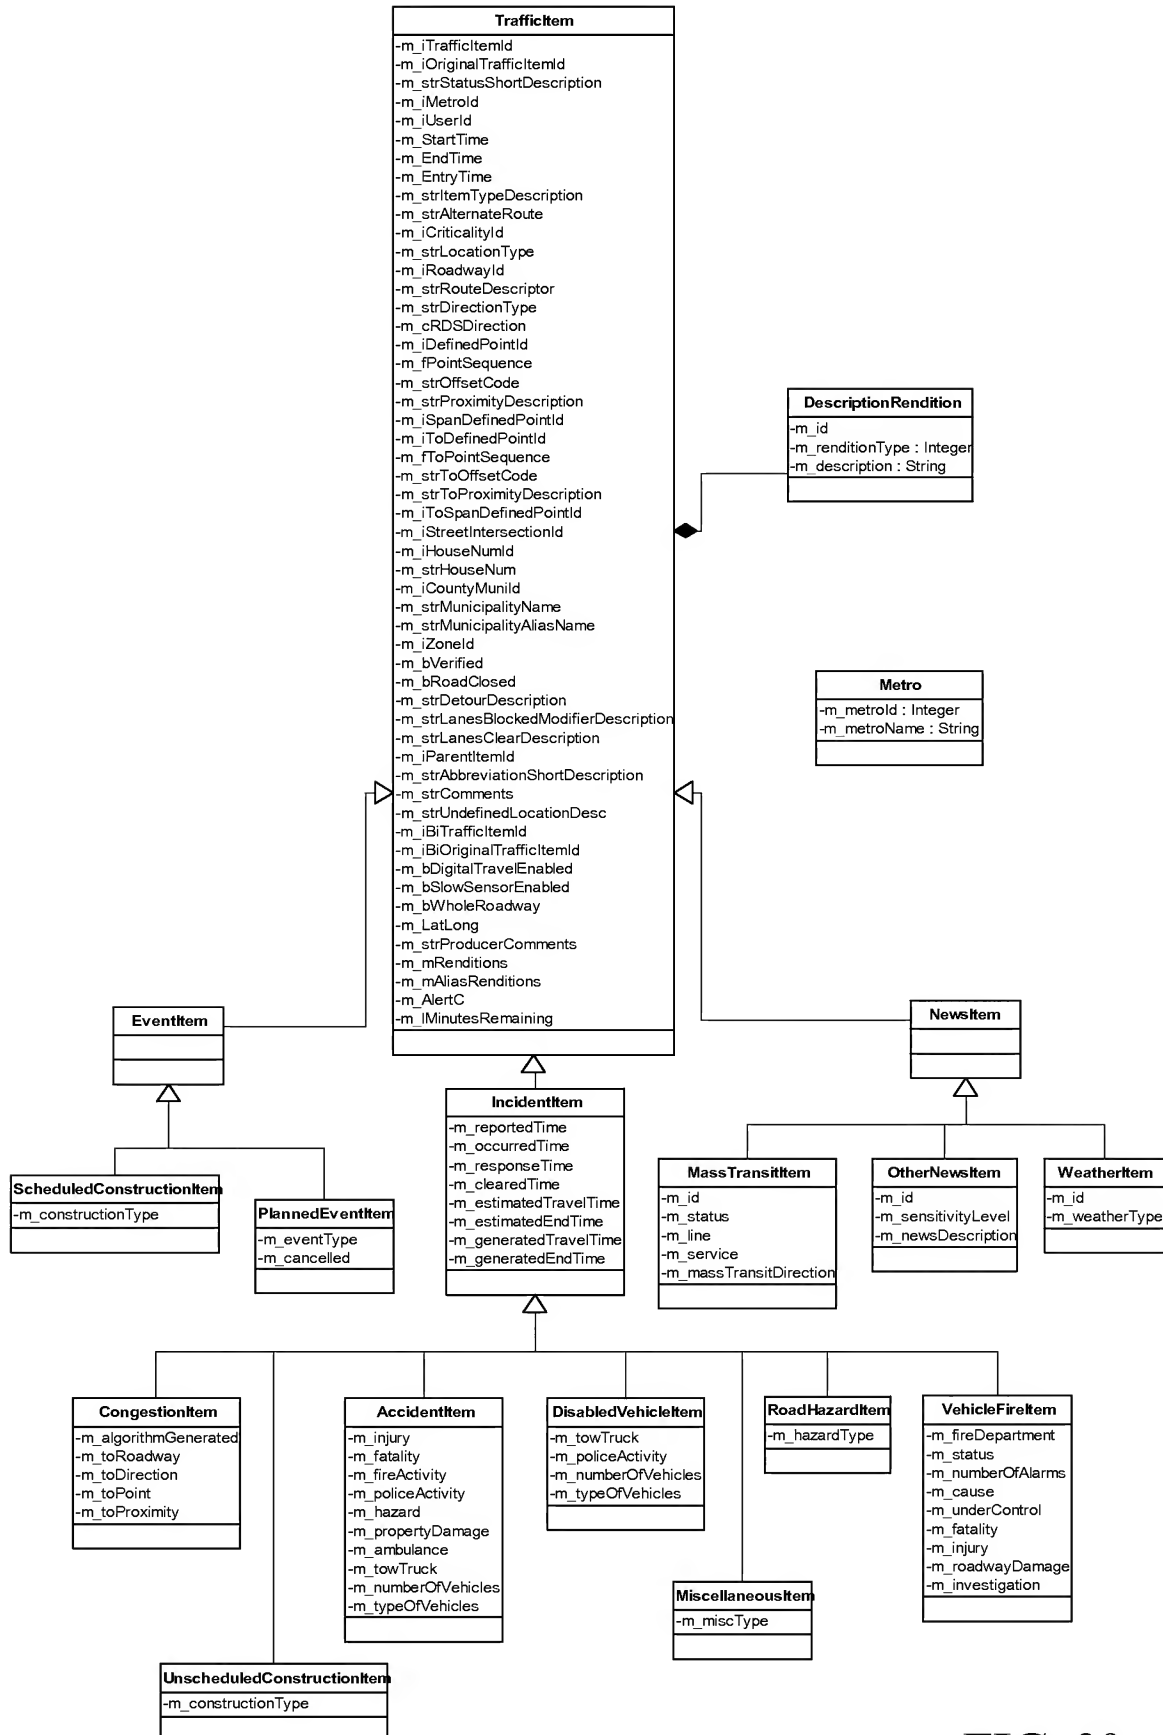 TrafficItem
-m_iTrafficItemId
-m_iOriginalTrafficItemId
-m_strStatusShortDescription
-m_iMetroId
-m_iUserId
-m_StartTime
-m_EndTime
-m_EntryTime
-m_strItemTypeDescription
-m_strAlternateRoute
-m_iCriticalityId
-m_strLocationType
-m_iRoadwayId
-m_strRouteDescriptor
-m_strDirectionType
-m_cRDSDirection
-m_iDefinedPointId
-m_fPointSequence
-m_strOffsetCode
-m_strProximityDescription
-m_iSpanDefinedPointId
-m_iToDefinedPointId
-m_fToPointSequence
-m_strToOffsetCode
-m_strToProximityDescription
-m_iToSpanDefinedPointId
-m_iStreetIntersectionId
-m_iHouseNumId
-m_strHouseNum
-m_iCountyMuniId
-m_strMunicipalityName
-m_strMunicipalityAliasName
-m_iZoneId
-m_bVerified
-m_bRoadClosed
-m_strDetourDescription
-m_strLanesBlockedModifierDescription
-m_strLanesClearDescription
-m_iParentItemId
-m_strAbbreviationShortDescription
-m_strComments
-m_strUndefinedLocationDesc
-m_iBiTrafficItemId
-m_iBiOriginalTrafficItemId
-m_bDigitalTravelEnabled
-m_bSlowSensorEnabled
-m_bWholeRoadway
-m_LatLong
-m_strProducerComments
-m_mRenditions
-m_mAliasRenditions
-m_AlertC
-m_lMinutesRemaining
DescriptionRendition
-m_id
-m_renditionType : Integer
-m_description : String
Metro
-m_metroId : Integer
-m_metroName : String
EventItem
NewsItem
IncidentItem
-m_reportedTime
-m_occurredTime
-m_responseTime
-m_clearedTime
-m_estimatedTravelTime
-m_estimatedEndTime
-m_generatedTravelTime
-m_generatedEndTime
ScheduledConstructionItem
-m_constructionType
PlannedEventItem
-m_eventType
-m_cancelled
MassTransitItem
-m_id
-m_status
-m_line
-m_service
-m_massTransitDirection
OtherNewsItem
-m_id
-m_sensitivityLevel
-m_newsDescription
WeatherItem
-m_id
-m_weatherType
CongestionItem
-m_algorithmGenerated
-m_toRoadway
-m_toDirection
-m_toPoint
-m_toProximity
AccidentItem
-m_injury
-m_fatality
-m_fireActivity
-m_policeActivity
-m_hazard
-m_propertyDamage
-m_ambulance
-m_towTruck
-m_numberOfVehicles
-m_typeOfVehicles
DisabledVehicleItem
-m_towTruck
-m_policeActivity
-m_numberOfVehicles
-m_typeOfVehicles
RoadHazardItem
-m_hazardType
VehicleFireItem
-m_fireDepartment
-m_status
-m_numberOfAlarms
-m_cause
-m_underControl
-m_fatality
-m_injury
-m_roadwayDamage
-m_investigation
MiscellaneousItem
-m_miscType
UnscheduledConstructionItem
-m_constructionType